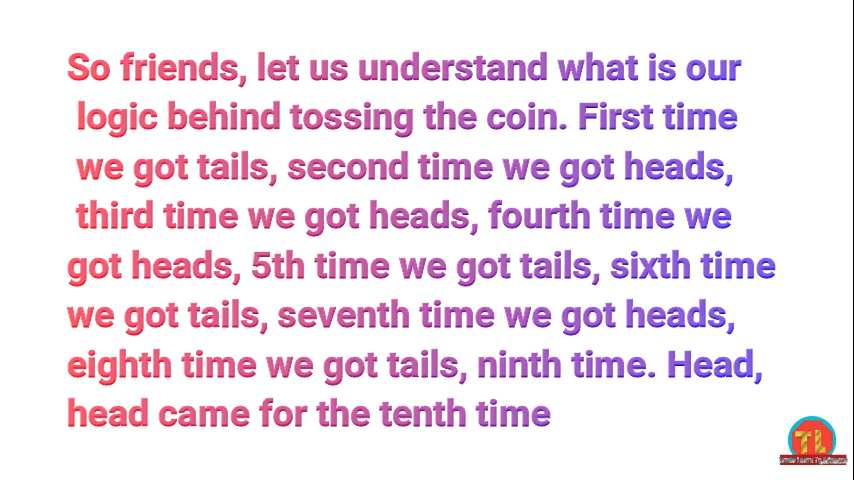 So friends, let us understand what is our
logic behind tossing the coin. First time
we got tails, second time we got heads,
third time we got heads, fourth time we
got heads, 5th time we got tails, sixth time
we got tails, seventh time we got heads,
eighth time we got tails, ninth time. Head,
head came for the tenth time
TL